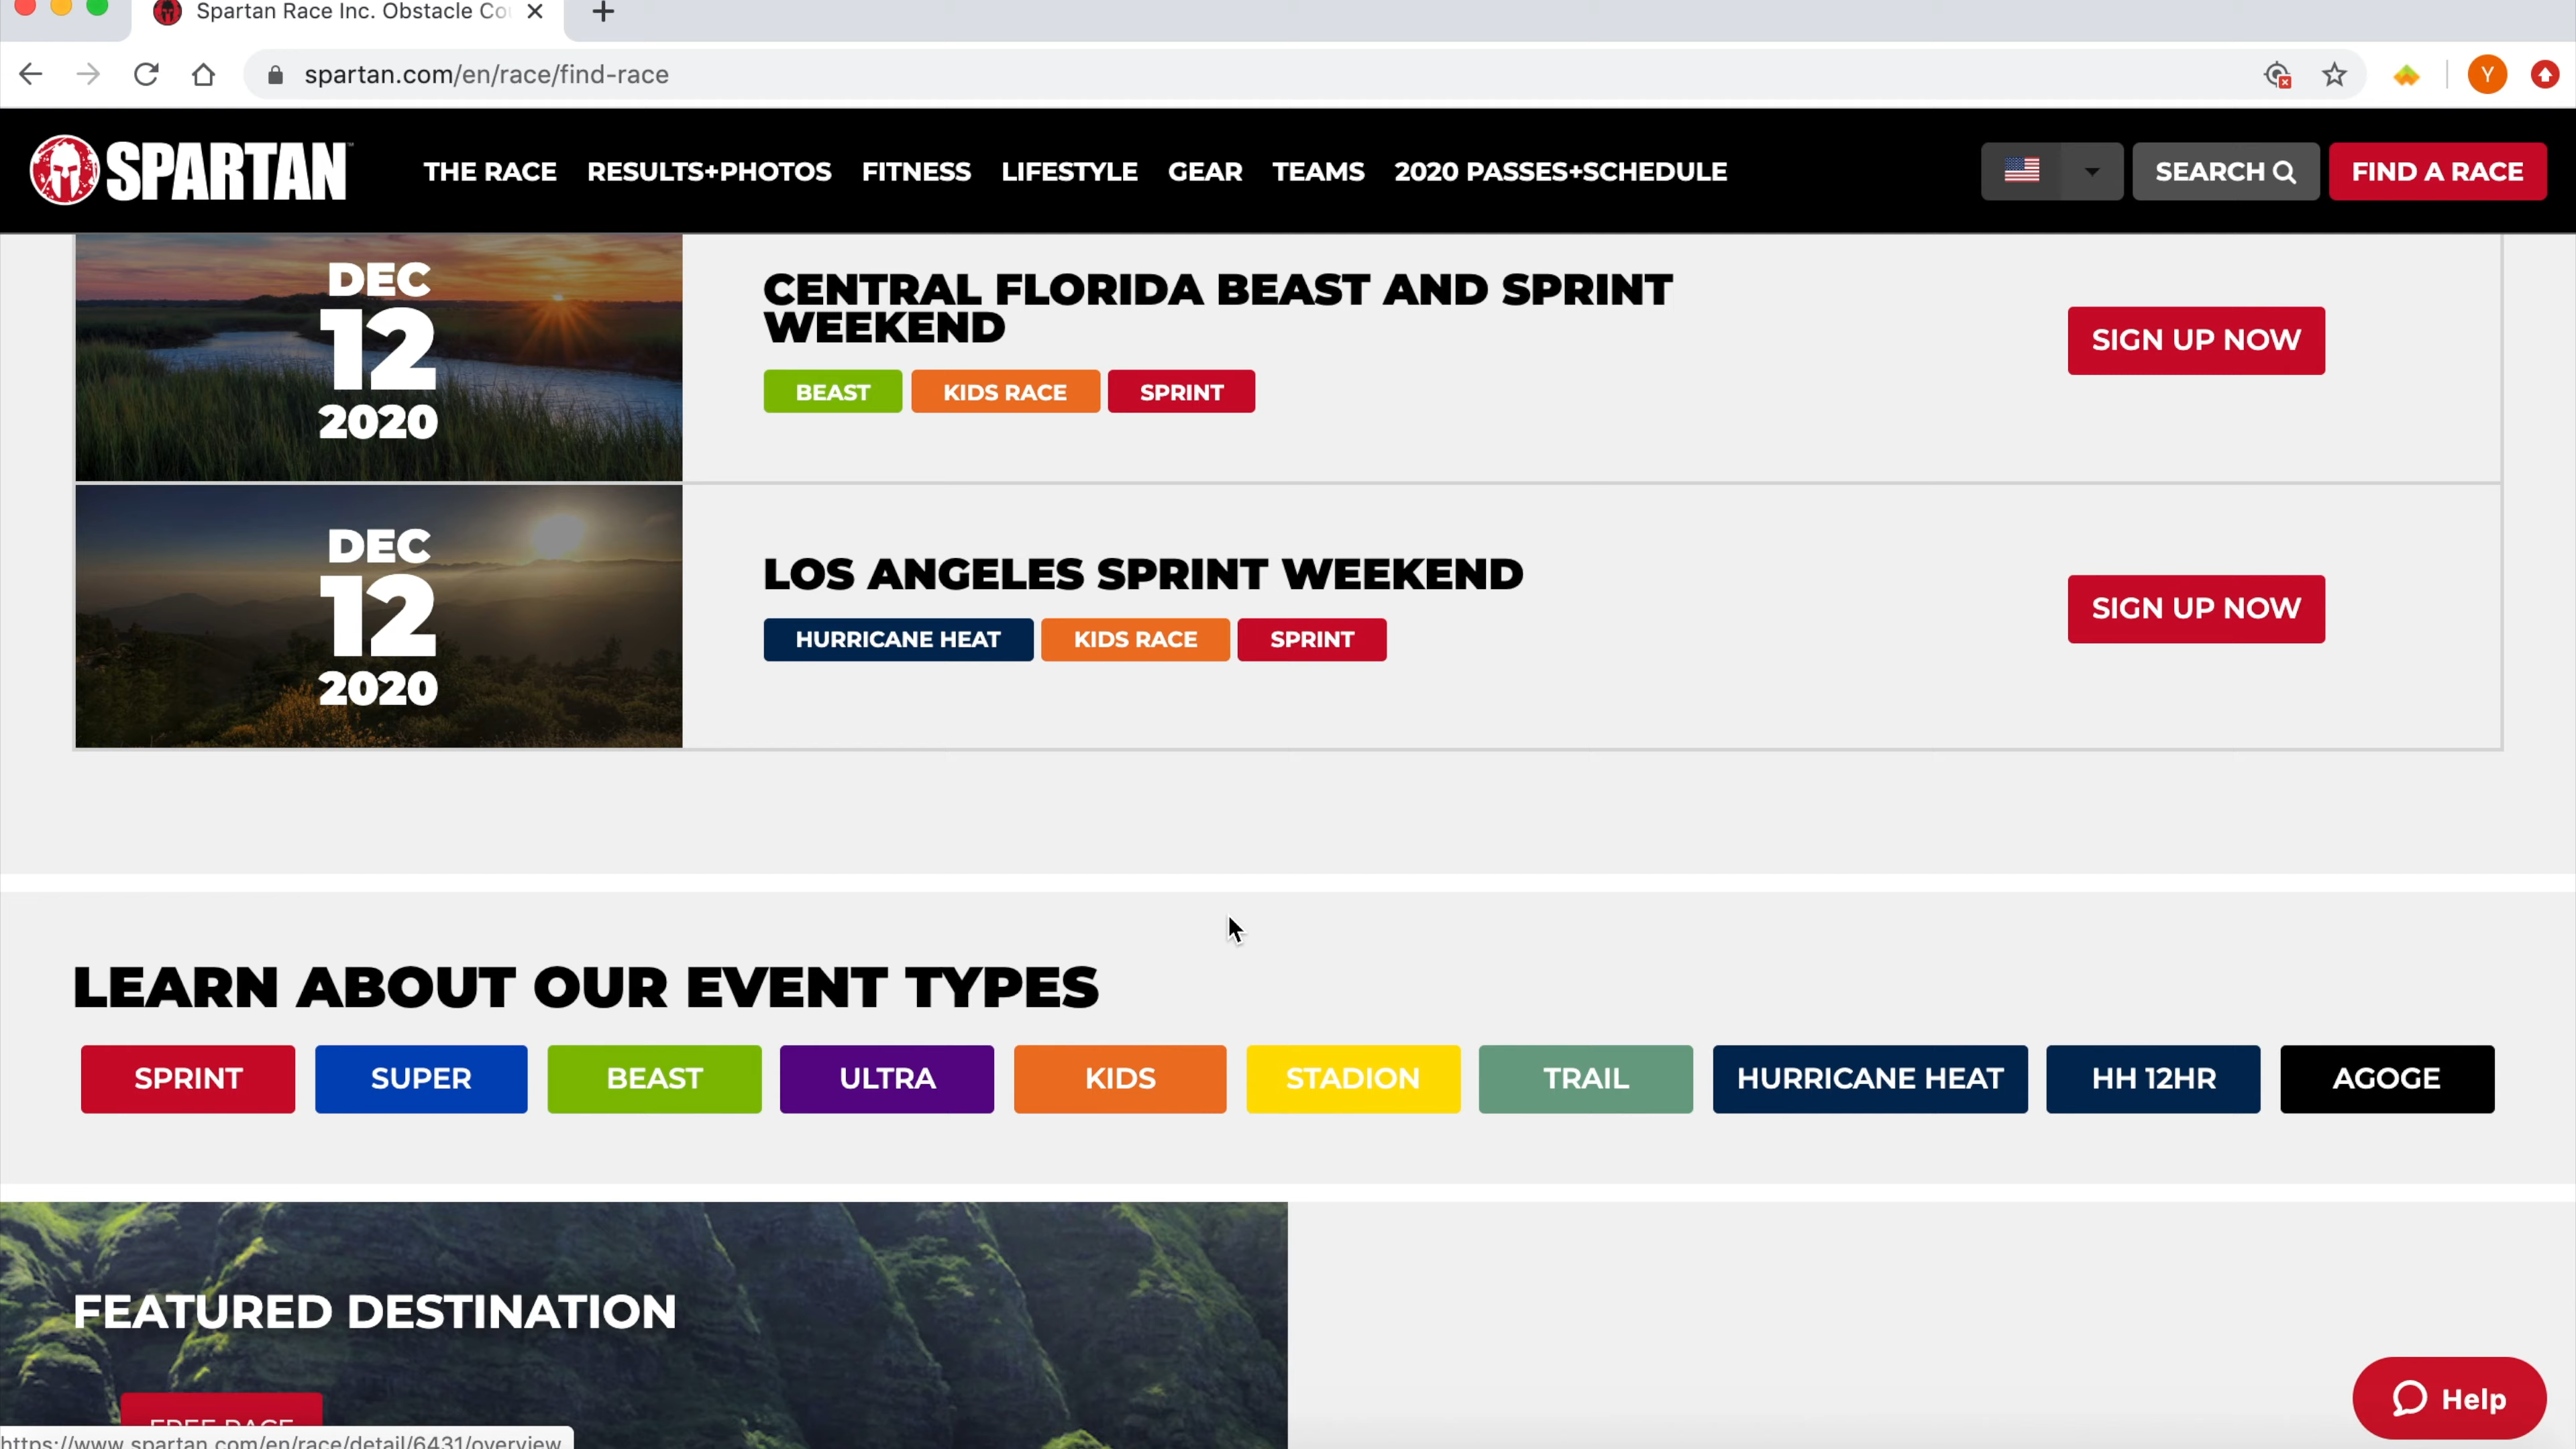 Spartan Race Inc. Obstacle Co
spartan.com/en/race/find-race
Y
SPARTAN
THE RACE RESULTS+PHOTOS FITNESS LIFESTYLE GEAR TEAMS 2020 PASSES+SCHEDULE
SEARCH
FIND A RACE
DEC
12
2020
CENTRAL FLORIDA BEAST AND SPRINT
WEEKEND
BEAST KIDS RACE SPRINT
SIGN UP NOW
DEC
12
2020
LOS ANGELES SPRINT WEEKEND
HURRICANE HEAT KIDS RACE SPRINT
SIGN UP NOW
LEARN ABOUT OUR EVENT TYPES
SPRINT SUPER BEAST ULTRA KIDS STADION TRAIL HURRICANE HEAT HH 12HR AGOGE
FEATURED DESTINATION
FREE RACE
Help
https://www.spartan.com/en/race/detail/6431/overview